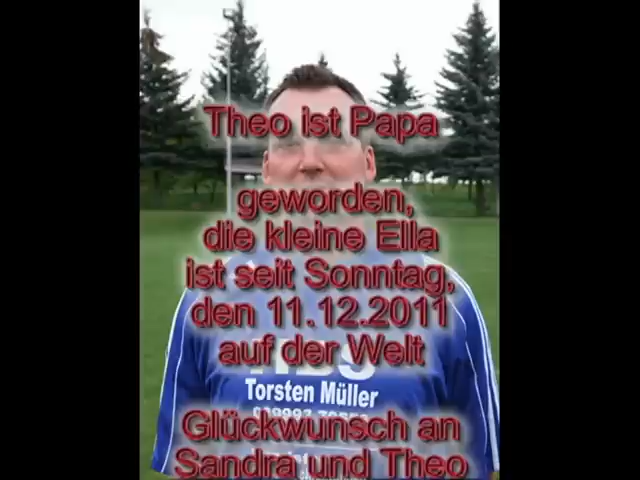 Theo ist Papa
geworden,
die kleine Ella
ist seit Sonntag,
den 11.12.2011
auf der Welt
Torsten Müller
Glückwunsch an
Sandra und Theo